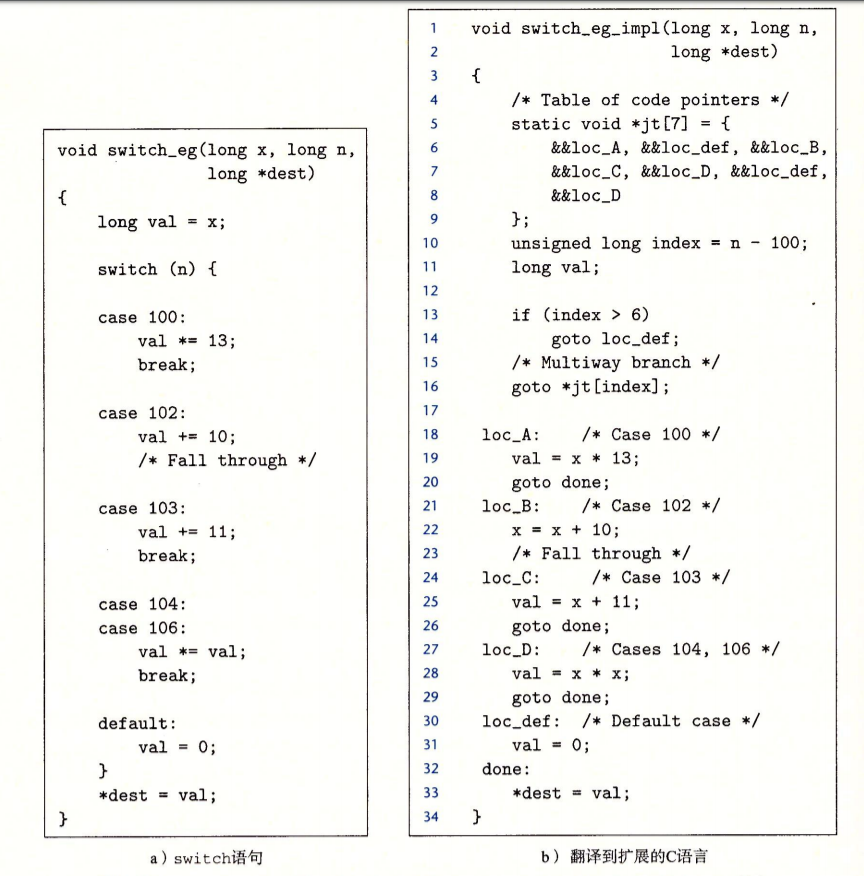 void switch_eg(long x, long n,
               long *dest)
{
    long val = x;

    switch (n) {

    case 100:
        val *= 13;
        break;

    case 102:
        val += 10;
        /* Fall through */

    case 103:
        val += 11;
        break;

    case 104:
    case 106:
        val *= val;
        break;

    default:
        val = 0;
    }
    *dest = val;
}
a）switch语句
1 void switch_eg_impl(long x, long n,
2                     long *dest)
3 {
4     /* Table of code pointers */
5     static void *jt[7] = {
6         &&loc_A, &&loc_def, &&loc_B,
7         &&loc_C, &&loc_D, &&loc_def,
8         &&loc_D
9     };
10     unsigned long index = n - 100;
11     long val;
12
13     if (index > 6)
14         goto loc_def;
15     /* Multiway branch */
16     goto *jt[index];
17
18  loc_A:    /* Case 100 */
19     val = x * 13;
20     goto done;
21  loc_B:    /* Case 102 */
22     x = x + 10;
23     /* Fall through */
24  loc_C:     /* Case 103 */
25     val = x + 11;
26     goto done;
27  loc_D:    /* Cases 104, 106 */
28     val = x * x;
29     goto done;
30  loc_def:  /* Default case */
31     val = 0;
32  done:
33     *dest = val;
34 }
b）翻译到扩展的C语言